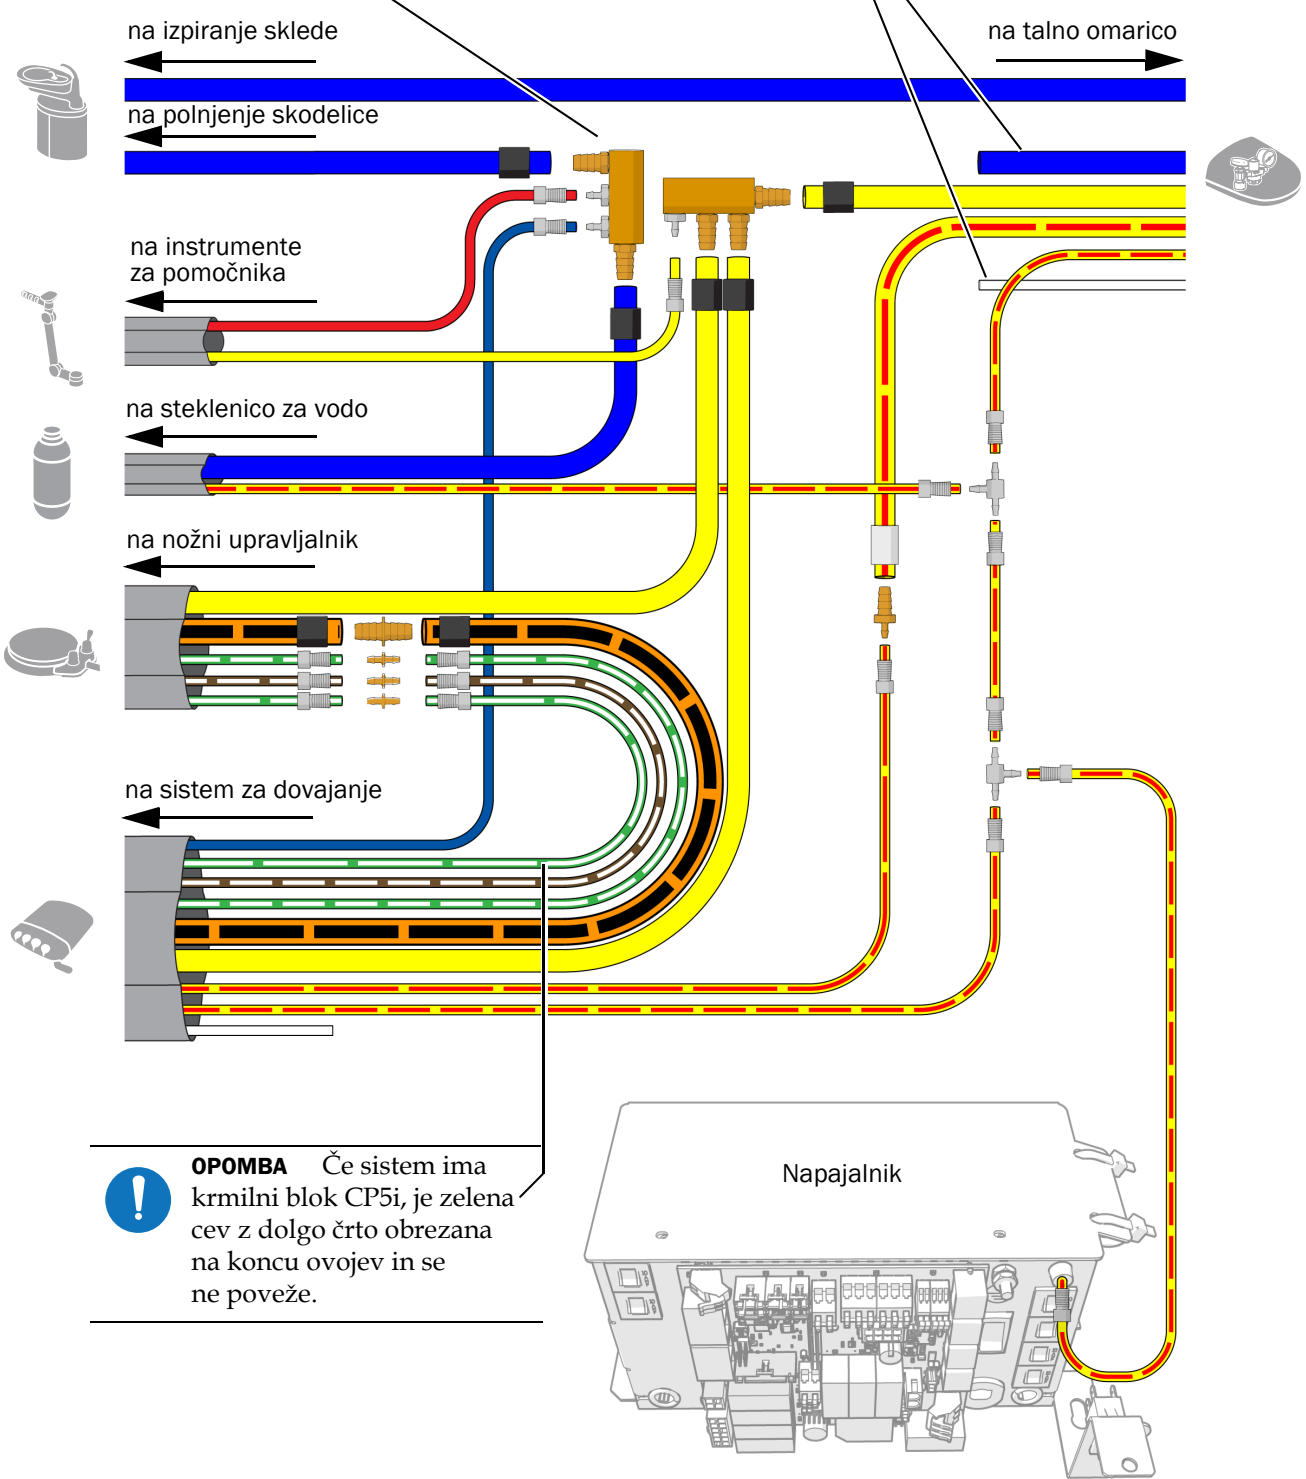 na izpiranje sklede
na talno omarico
na polnjenje skodelice
na instrumente
za pomočnika
na steklenico za vodo
na nožni upravljalnik
na sistem za dovajanje
OPOMBA Če sistem ima
krmilni blok CP5i, je zelena
cev z dolgo črto obrezana
na koncu ovojev in se
ne poveže.
Napajalnik